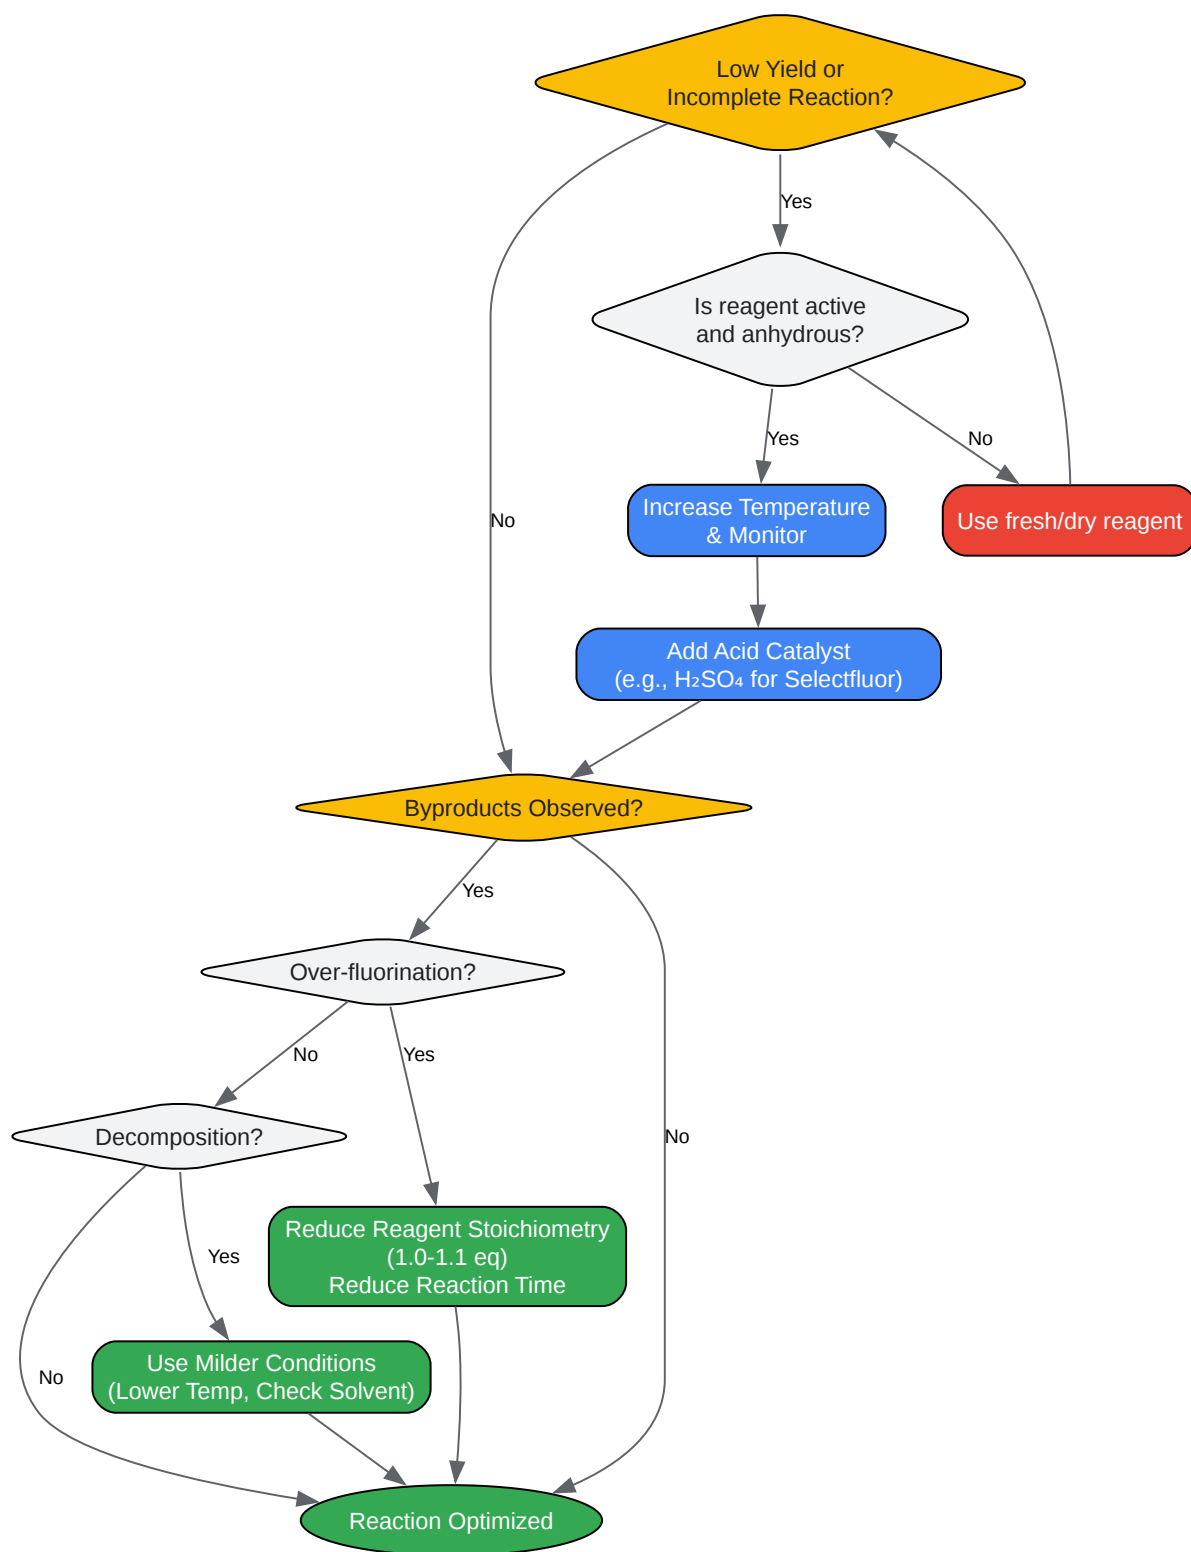 Low Yield or
Incomplete Reaction?
Yes
Is reagent active
and anhydrous?
Yes
No
Increase Temperature
& Monitor
Use fresh/dry reagent
No
Add Acid Catalyst
(e.g., H₂SO₄ for Selectfluor)
Byproducts Observed?
Yes
Over-fluorination?
No
Yes
Decomposition?
No
Reduce Reagent Stoichiometry
(1.0-1.1 eq)
Reduce Reaction Time
Yes
Use Milder Conditions
(Lower Temp, Check Solvent)
No
Reaction Optimized